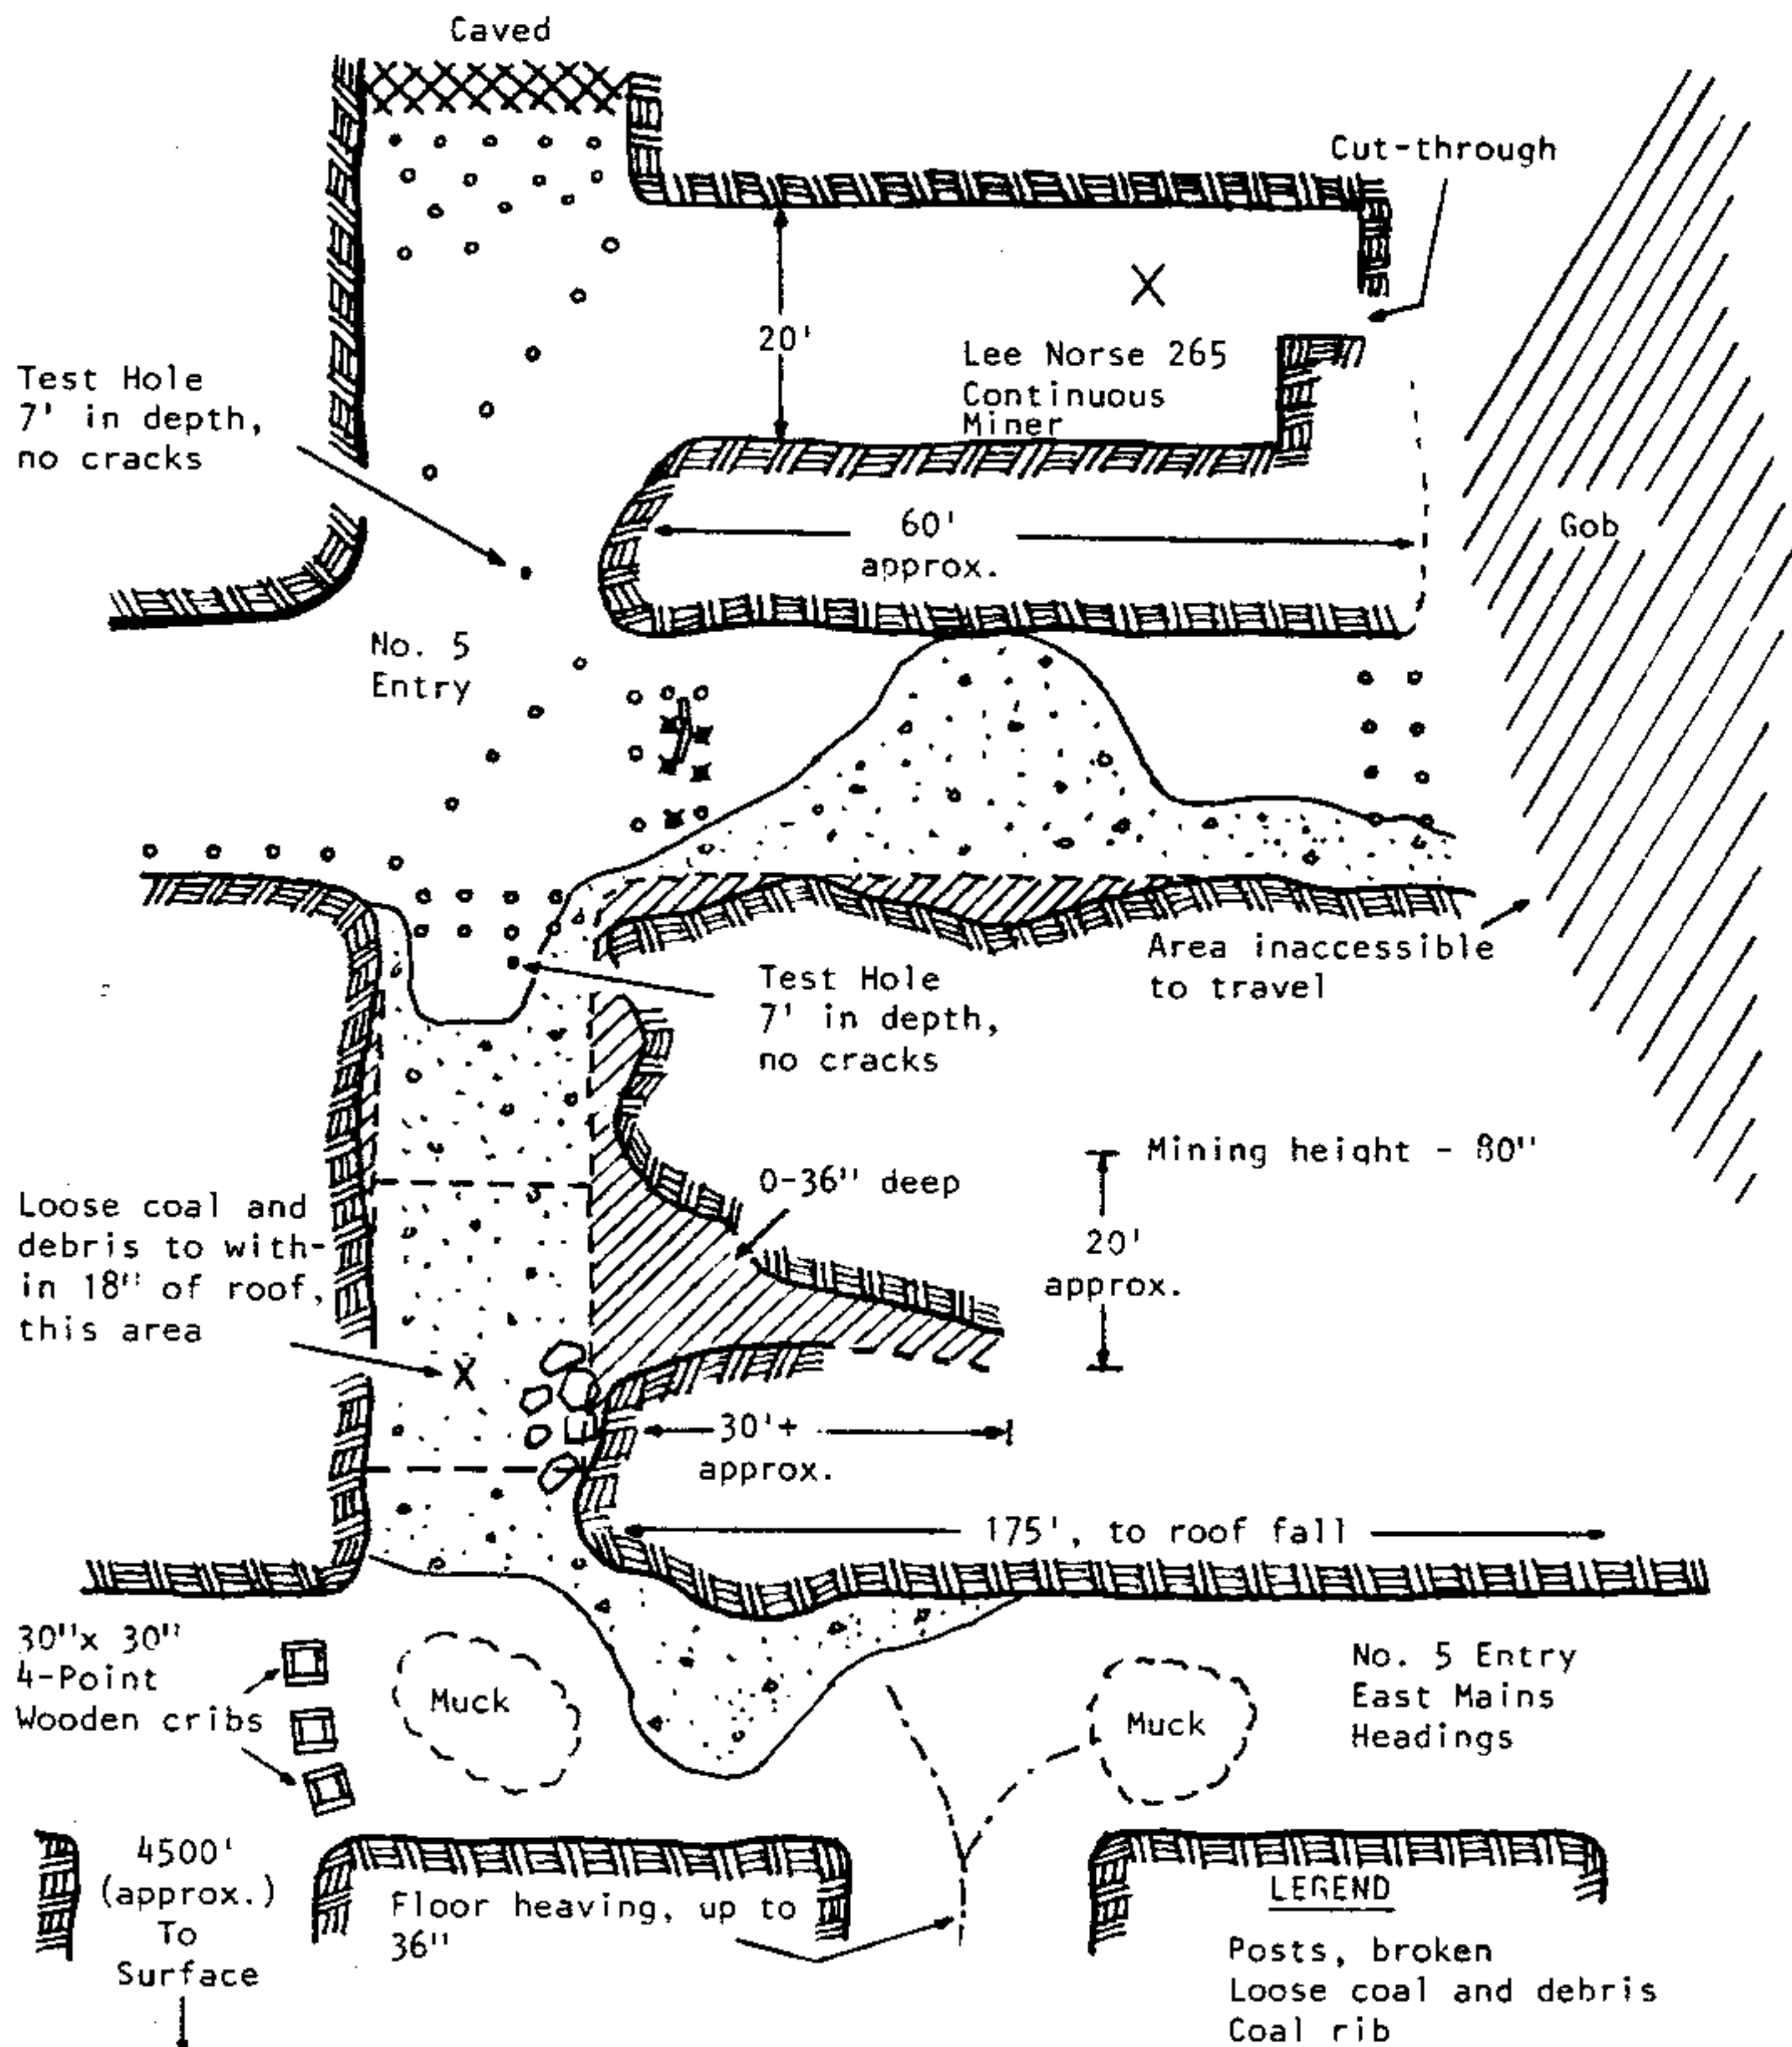 Caved
Cut-through
20'
Lee Norse 265
Continuous
Miner
Test Hole
7' in depth,
no cracks
60'
approx.
Gob
No. 5
Entry
Area inaccessible
to travel
Test Hole
7' in depth,
no cracks
Mining height - 80"
0-36" deep
20'
approx.
Loose coal and
debris to with-
in 18" of roof,
this area
30'+
approx.
175', to roof fall
30"x 30"
4-Point
Wooden cribs
Muck
Muck
No. 5 Entry
East Mains
Headings
4500'
(approx.)
To
Surface
Floor heaving, up to
36"
LEGEND
Posts, broken
Loose coal and debris
Coal rib